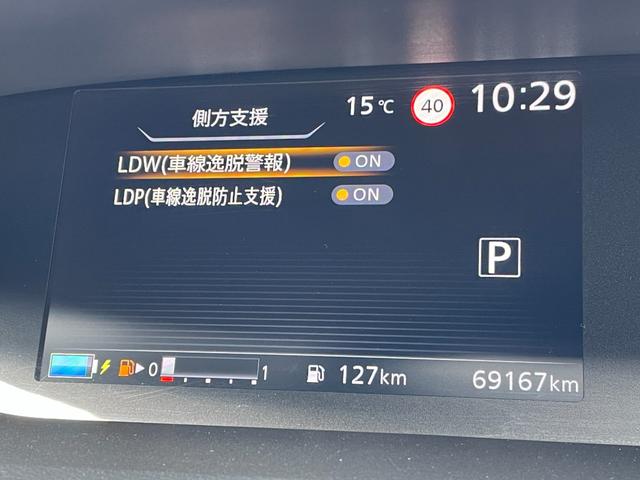 側方支援
15℃
40
10:29
LDW(車線逸脱警報) ON
LDP(車線逸脱防止支援) ON
P
0 1
127km
69167km